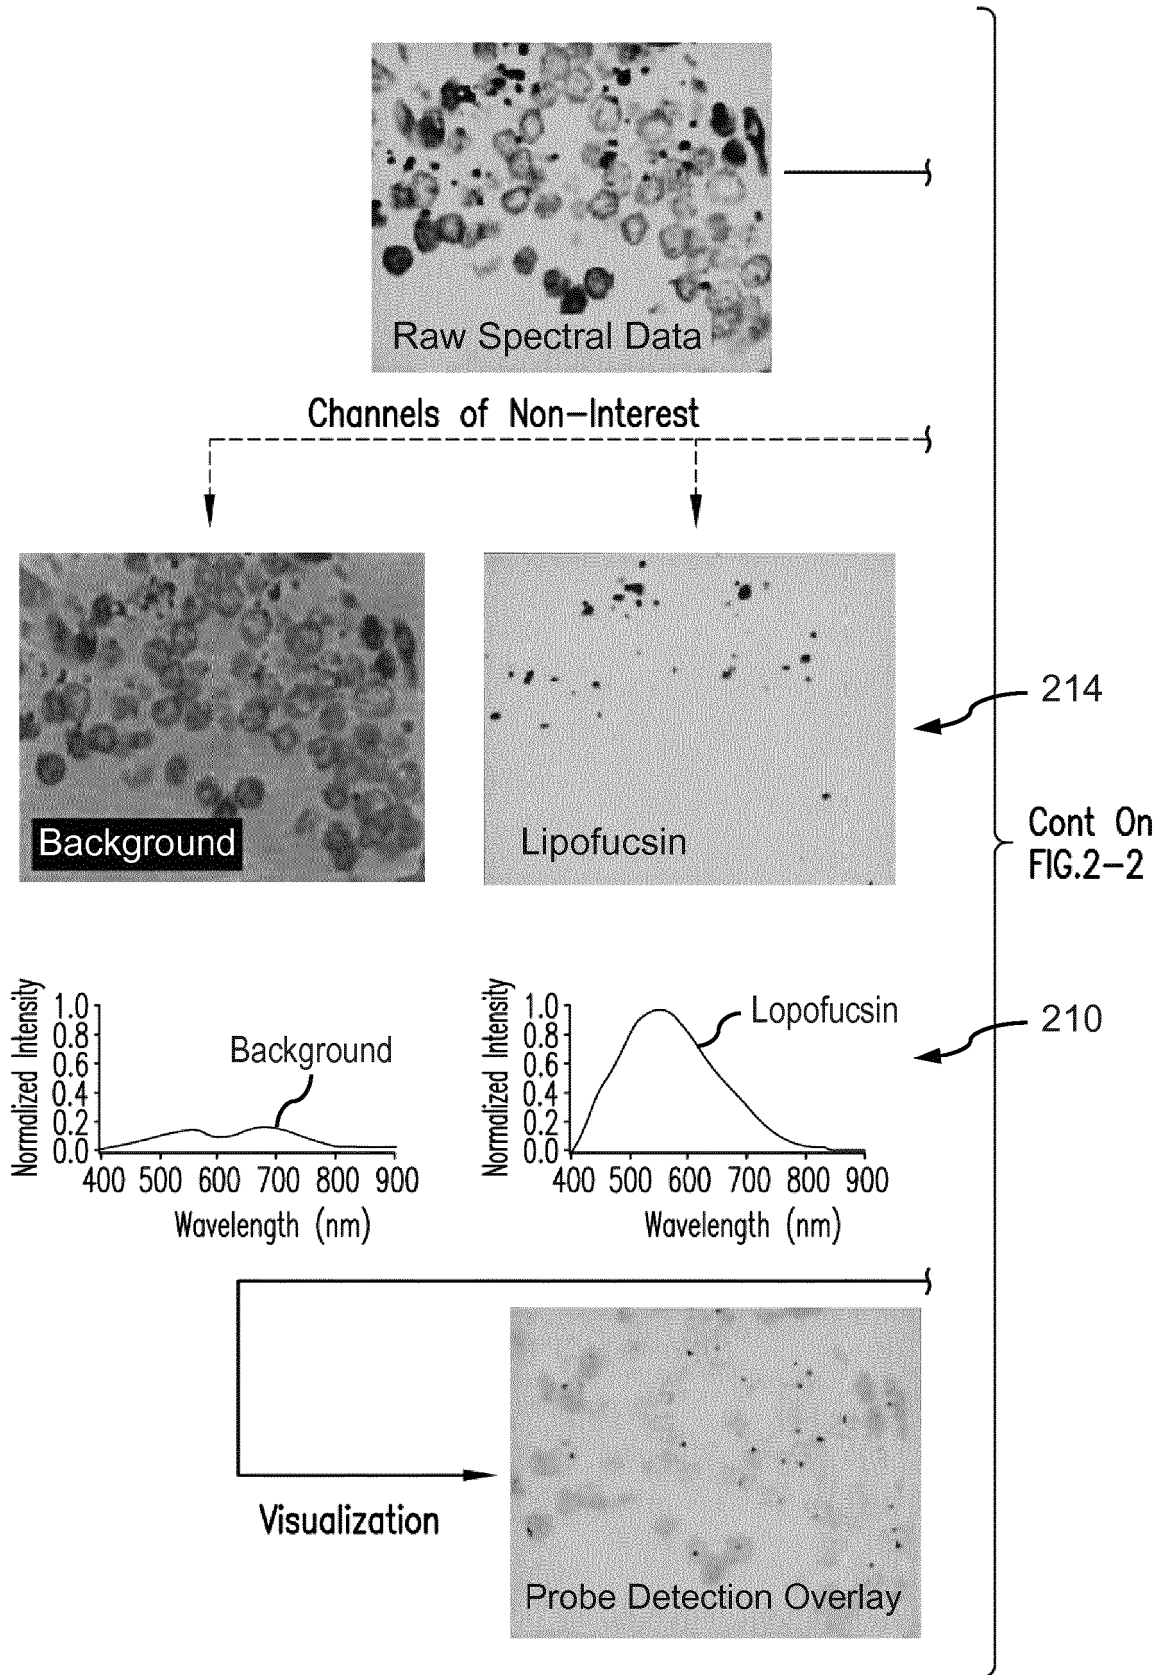 Raw Spectral Data
Channels of Non-Interest
Background
Lipofucsin
214
Cont On
FIG.2-2
Normalized Intensity
1.0
0.8
0.6
0.4
0.2
0.0
Background
400 500 600 700 800 900
Wavelength (nm)
Normalized Intensity
1.0
0.8
0.6
0.4
0.2
0.0
Lopofucsin
400 500 600 700 800 900
Wavelength (nm)
210
Visualization
Probe Detection Overlay